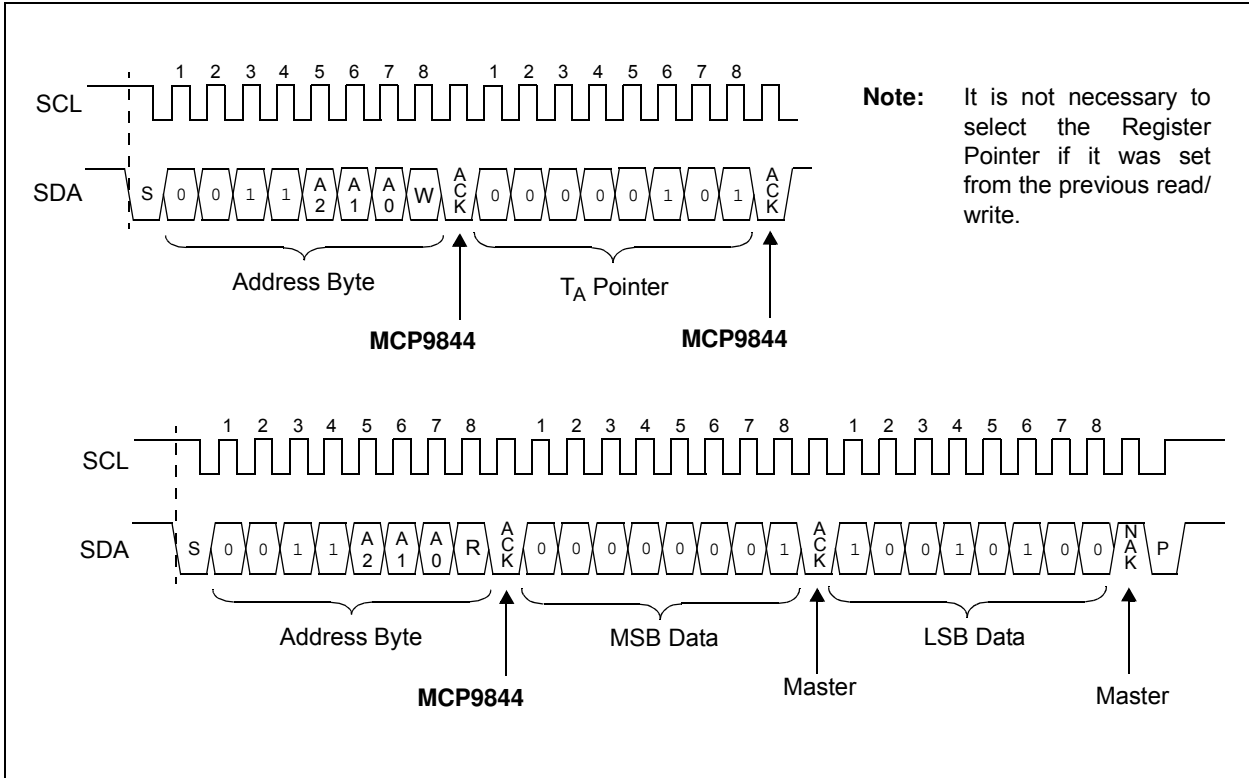 1 2 3 4 5 6 7 8 1 2 3 4 5 6 7 8
SCL
SDA
S 0 0 1 1 A2 A1 A0 W ACK 0 0 0 0 0 1 0 1 ACK
Address Byte
TA Pointer
MCP9844
MCP9844
Note: It is not necessary to
select the Register
Pointer if it was set
from the previous read/
write.
1 2 3 4 5 6 7 8 1 2 3 4 5 6 7 8 1 2 3 4 5 6 7 8
SCL
SDA
S 0 0 1 1 A2 A1 A0 R ACK 0 0 0 0 0 0 0 1 ACK 1 0 0 1 0 1 0 0 NAK P
Address Byte
MSB Data
LSB Data
MCP9844
Master
Master